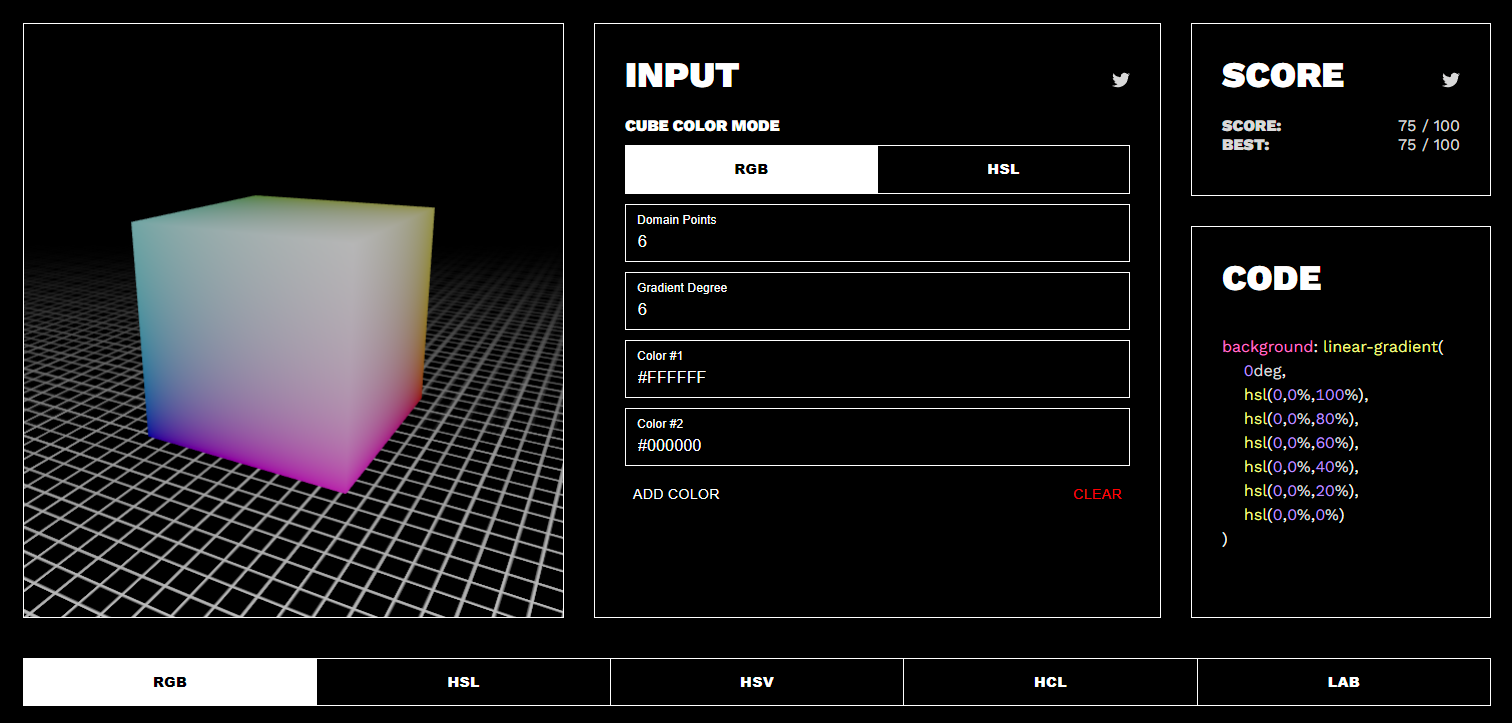 INPUT
CUBE COLOR MODE
RGB HSL
Domain Points
6
Gradient Degree
6
Color #1
#FFFFFF
Color #2
#000000
ADD COLOR CLEAR
SCORE
SCORE: 75 / 100
BEST: 75 / 100
CODE
background: linear-gradient(
0deg,
hsl(0,0%,100%),
hsl(0,0%,80%),
hsl(0,0%,60%),
hsl(0,0%,40%),
hsl(0,0%,20%),
hsl(0,0%,0%)
)
RGB HSL HSV HCL LAB